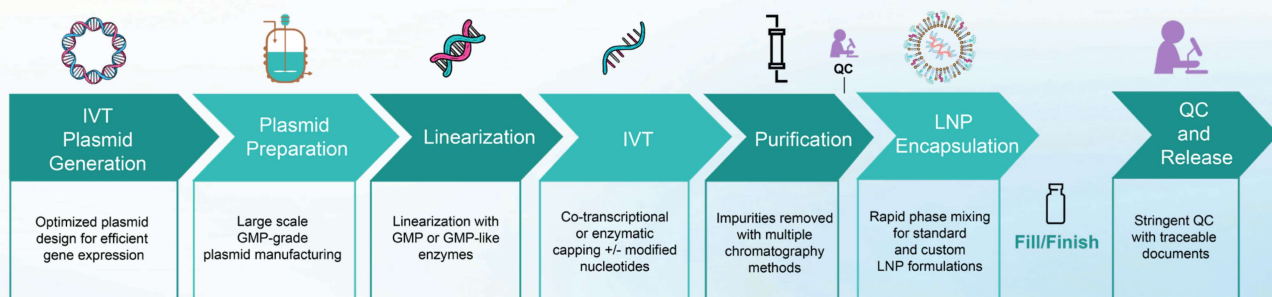 QC
IVT
Plasmid
Generation
Plasmid
Preparation
Linearization
IVT
Purification
LNP
Encapsulation
QC
and
Release
Optimized plasmid
design for efficient
gene expression
Large scale
GMP-grade
plasmid manufacturing
Linearization with
GMP or GMP-like
enzymes
Co-transcriptional
or enzymatic
capping +/- modified
nucleotides
Impurities removed
with multiple
chromatography
methods
Rapid phase mixing
for standard
and custom
LNP formulations
Fill/Finish
Stringent QC
with traceable
documents